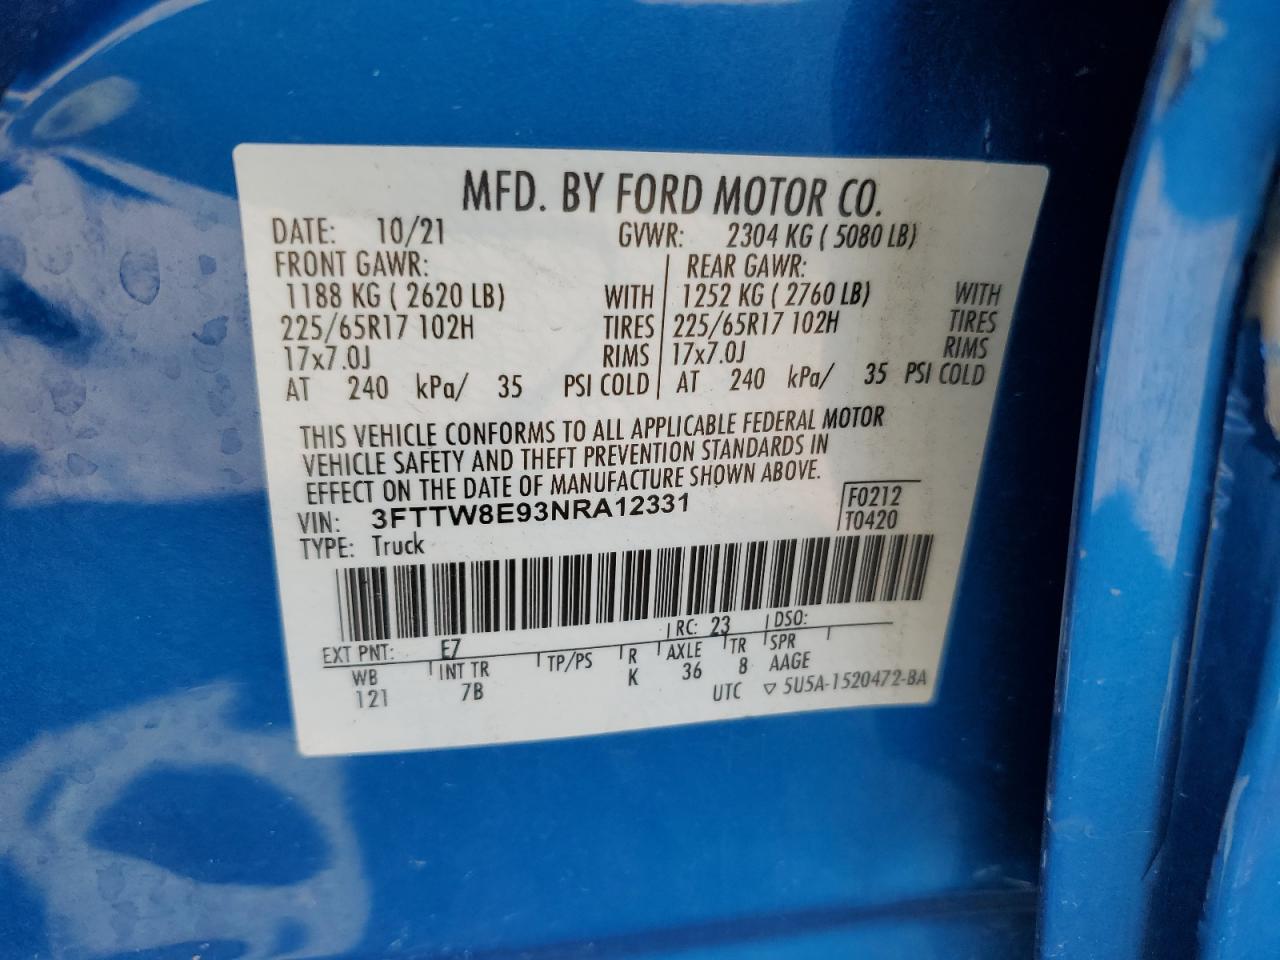 MFD. BY FORD MOTOR CO.
DATE: 10/21 GVWR: 2304 KG ( 5080 LB)
FRONT GAWR: REAR GAWR:
1188 KG ( 2620 LB) WITH 1252 KG ( 2760 LB) WITH
225/65R17 102H TIRES 225/65R17 102H TIRES
17x7.0J RIMS 17x7.0J RIMS
AT 240 kPa/ 35 PSI COLD AT 240 kPa/ 35 PSI COLD
THIS VEHICLE CONFORMS TO ALL APPLICABLE FEDERAL MOTOR
VEHICLE SAFETY AND THEFT PREVENTION STANDARDS IN
EFFECT ON THE DATE OF MANUFACTURE SHOWN ABOVE.
VIN: 3FTTW8E93NRA12331 F0212
TYPE: Truck T0420
EXT PNT: E7 RC: 23 DSO:
WB INT TR TP/PS R AXLE TR SPR
121 7B K 36 8 AAGE
UTC ▽ 5U5A-1520472-BA